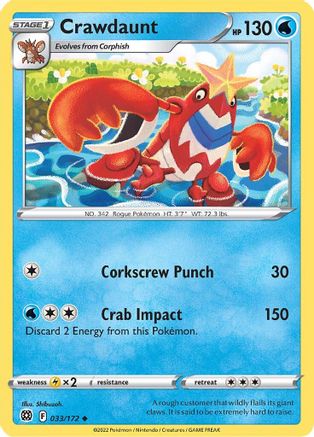 STAGE 1 Crawdaunt HP 130
Evolves from Corphish
NO. 342 Rogue Pokémon HT: 3'7" WT: 72.3 lbs.
Corkscrew Punch 30
Crab Impact 150
Discard 2 Energy from this Pokémon.
weakness ×2 resistance retreat
Illus. Shibuzoh.
A rough customer that wildly flails its giant
claws. It is said to be extremely hard to raise.
F 033/172
©2022 Pokémon / Nintendo / Creatures / GAME FREAK